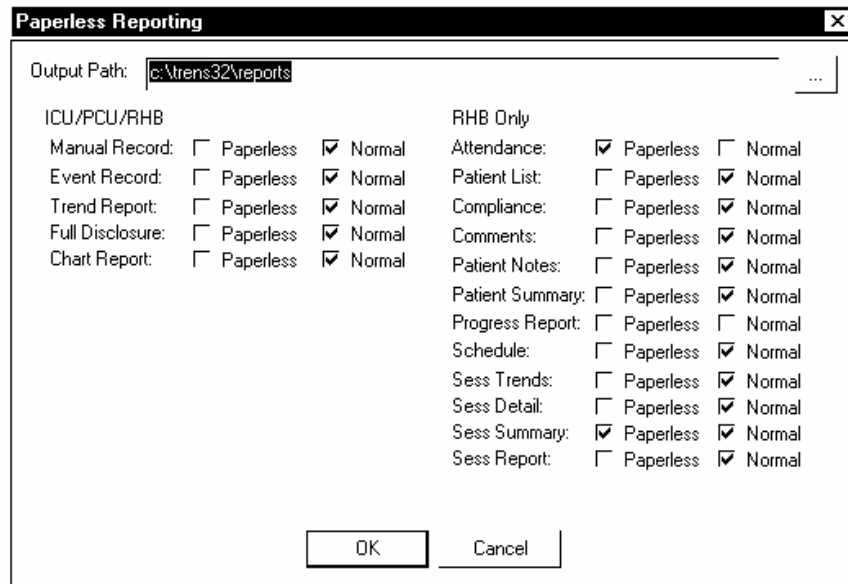 Paperless Reporting
Output Path: c:\trens32\reports ...
ICU/PCU/RHB
Manual Record: Paperless Normal
Event Record: Paperless Normal
Trend Report: Paperless Normal
Full Disclosure: Paperless Normal
Chart Report: Paperless Normal
RHB Only
Attendance: Paperless Normal
Patient List: Paperless Normal
Compliance: Paperless Normal
Comments: Paperless Normal
Patient Notes: Paperless Normal
Patient Summary: Paperless Normal
Progress Report: Paperless Normal
Schedule: Paperless Normal
Sess Trends: Paperless Normal
Sess Detail: Paperless Normal
Sess Summary: Paperless Normal
Sess Report: Paperless Normal
OK Cancel